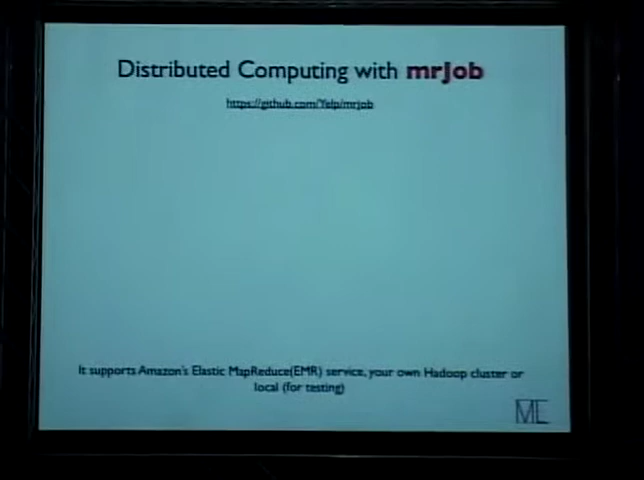 Distributed Computing with mrJob
https://github.com/Yelp/mrjob
It supports Amazon's Elastic MapReduce(EMR) service, your own Hadoop cluster or
local (for testing)
ME